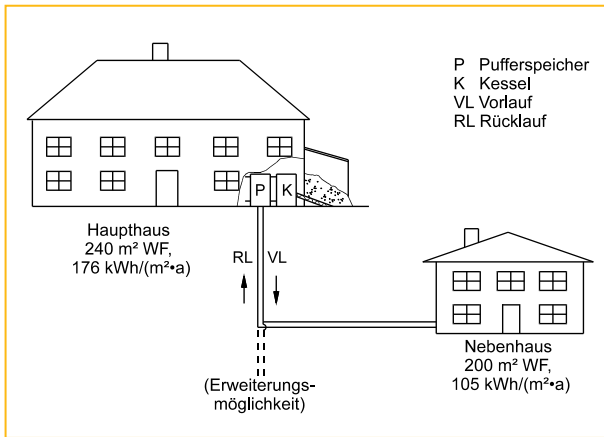 P Pufferspeicher
K Kessel
VL Vorlauf
RL Rücklauf
P K
Haupthaus
240 m² WF,
176 kWh/(m²•a)
RL VL
Nebenhaus
200 m² WF,
105 kWh/(m²•a)
(Erweiterungs-
möglichkeit)